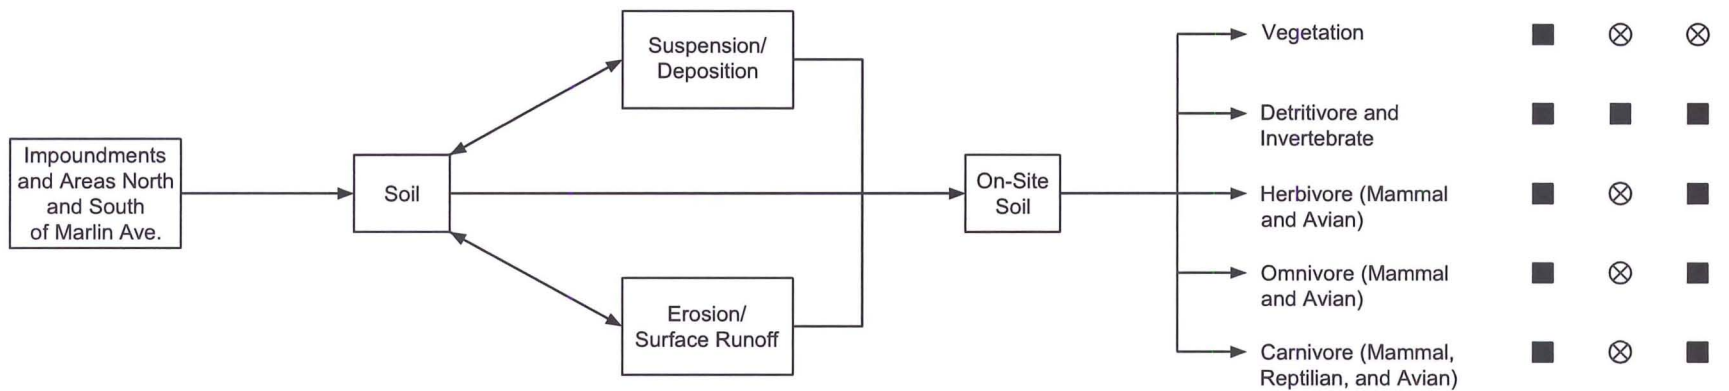 Impoundments
and Areas North
and South
of Marlin Ave.
Soil
Suspension/
Deposition
Erosion/
Surface Runoff
On-Site
Soil
Vegetation
Detritivore and
Invertebrate
Herbivore (Mammal
and Avian)
Omnivore (Mammal
and Avian)
Carnivore (Mammal,
Reptilian, and Avian)